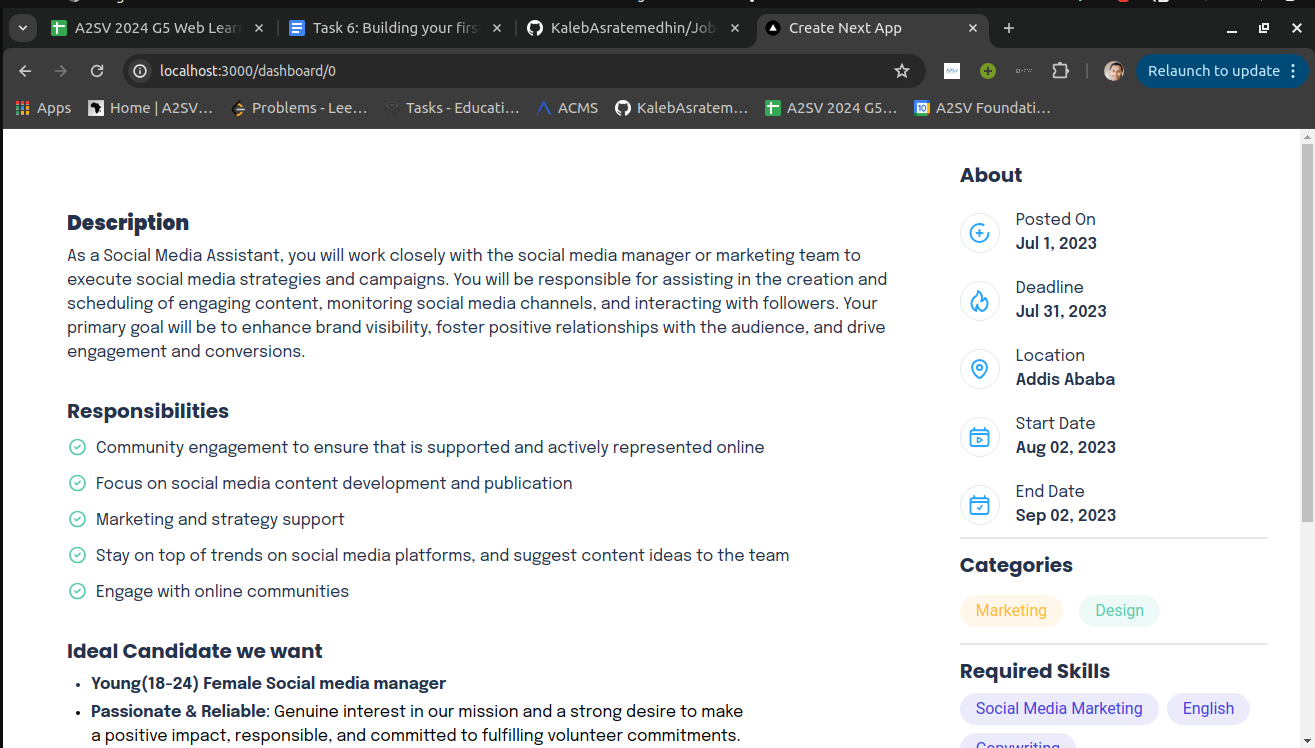 A2SV 2024 G5 Web Lear
Task 6: Building your firs
KalebAsratemedhin/Job
Create Next App
localhost:3000/dashboard/0
Relaunch to update
Apps
Home | A2SV...
Problems - Lee...
Tasks - Educati...
ACMS
KalebAsratem...
A2SV 2024 G5...
10
A2SV Foundati...
Description
As a Social Media Assistant, you will work closely with the social media manager or marketing team to
execute social media strategies and campaigns. You will be responsible for assisting in the creation and
scheduling of engaging content, monitoring social media channels, and interacting with followers. Your
primary goal will be to enhance brand visibility, foster positive relationships with the audience, and drive
engagement and conversions.
Responsibilities
Community engagement to ensure that is supported and actively represented online
Focus on social media content development and publication
Marketing and strategy support
Stay on top of trends on social media platforms, and suggest content ideas to the team
Engage with online communities
Ideal Candidate we want
• Young(18-24) Female Social media manager
• Passionate & Reliable: Genuine interest in our mission and a strong desire to make
a positive impact, responsible, and committed to fulfilling volunteer commitments.
About
Posted On
Jul 1, 2023
Deadline
Jul 31, 2023
Location
Addis Ababa
Start Date
Aug 02, 2023
End Date
Sep 02, 2023
Categories
Marketing
Design
Required Skills
Social Media Marketing
English
Copywriting